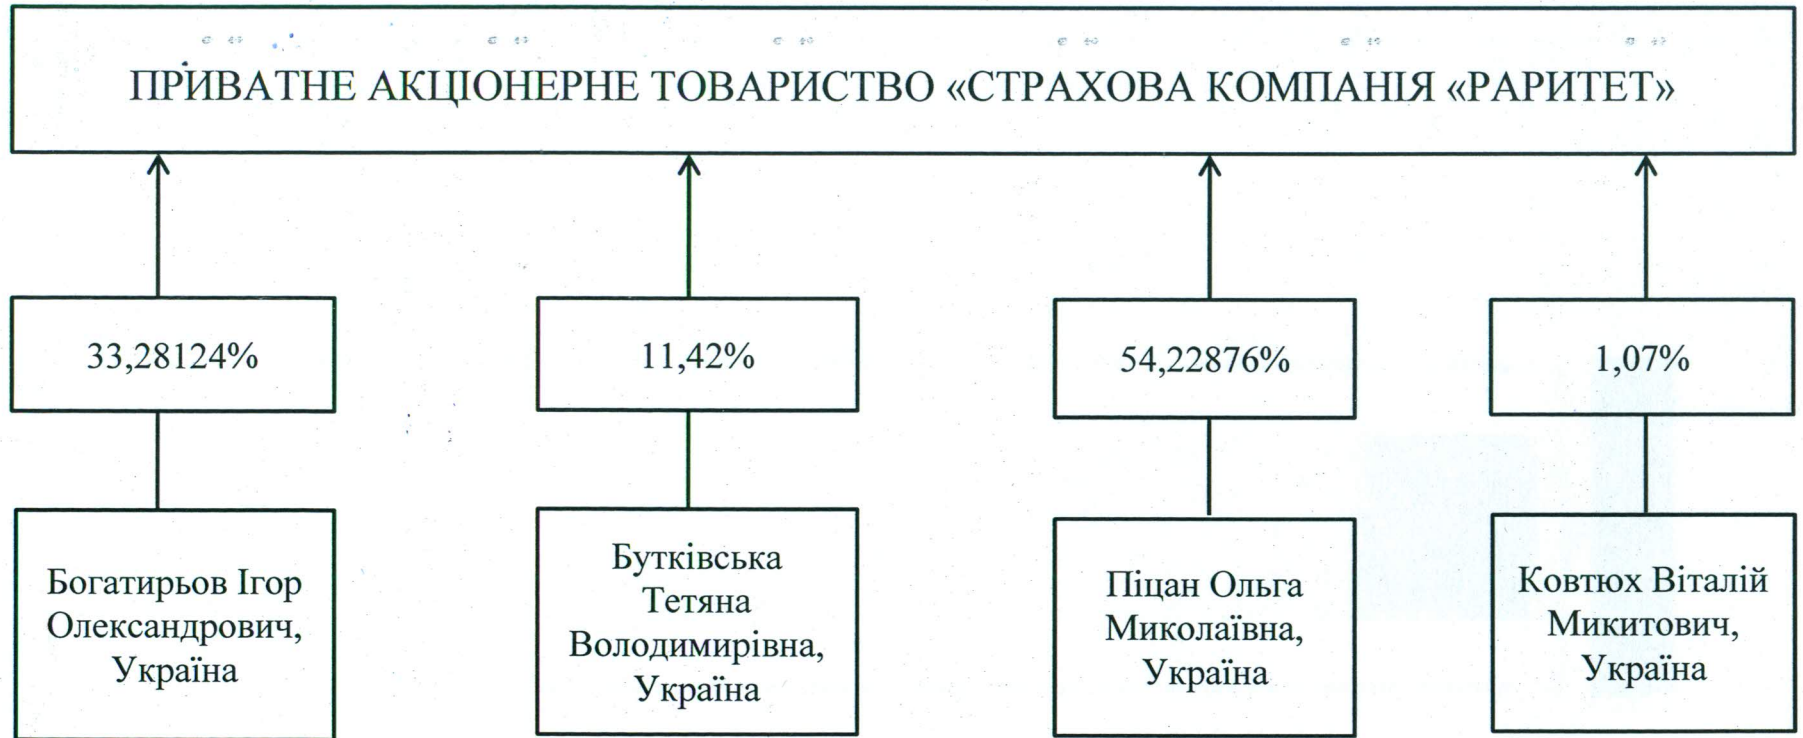 ПРИВАТНЕ АКЦІОНЕРНЕ ТОВАРИСТВО «СТРАХОВА КОМПАНІЯ «РАРИТЕТ»
33,28124%
11,42%
54,22876%
1,07%
Богатирьов Ігор
Олександрович,
Україна
Бутківська
Тетяна
Володимирівна,
Україна
Піцан Ольга
Миколаївна,
Україна
Ковтюх Віталій
Микитович,
Україна